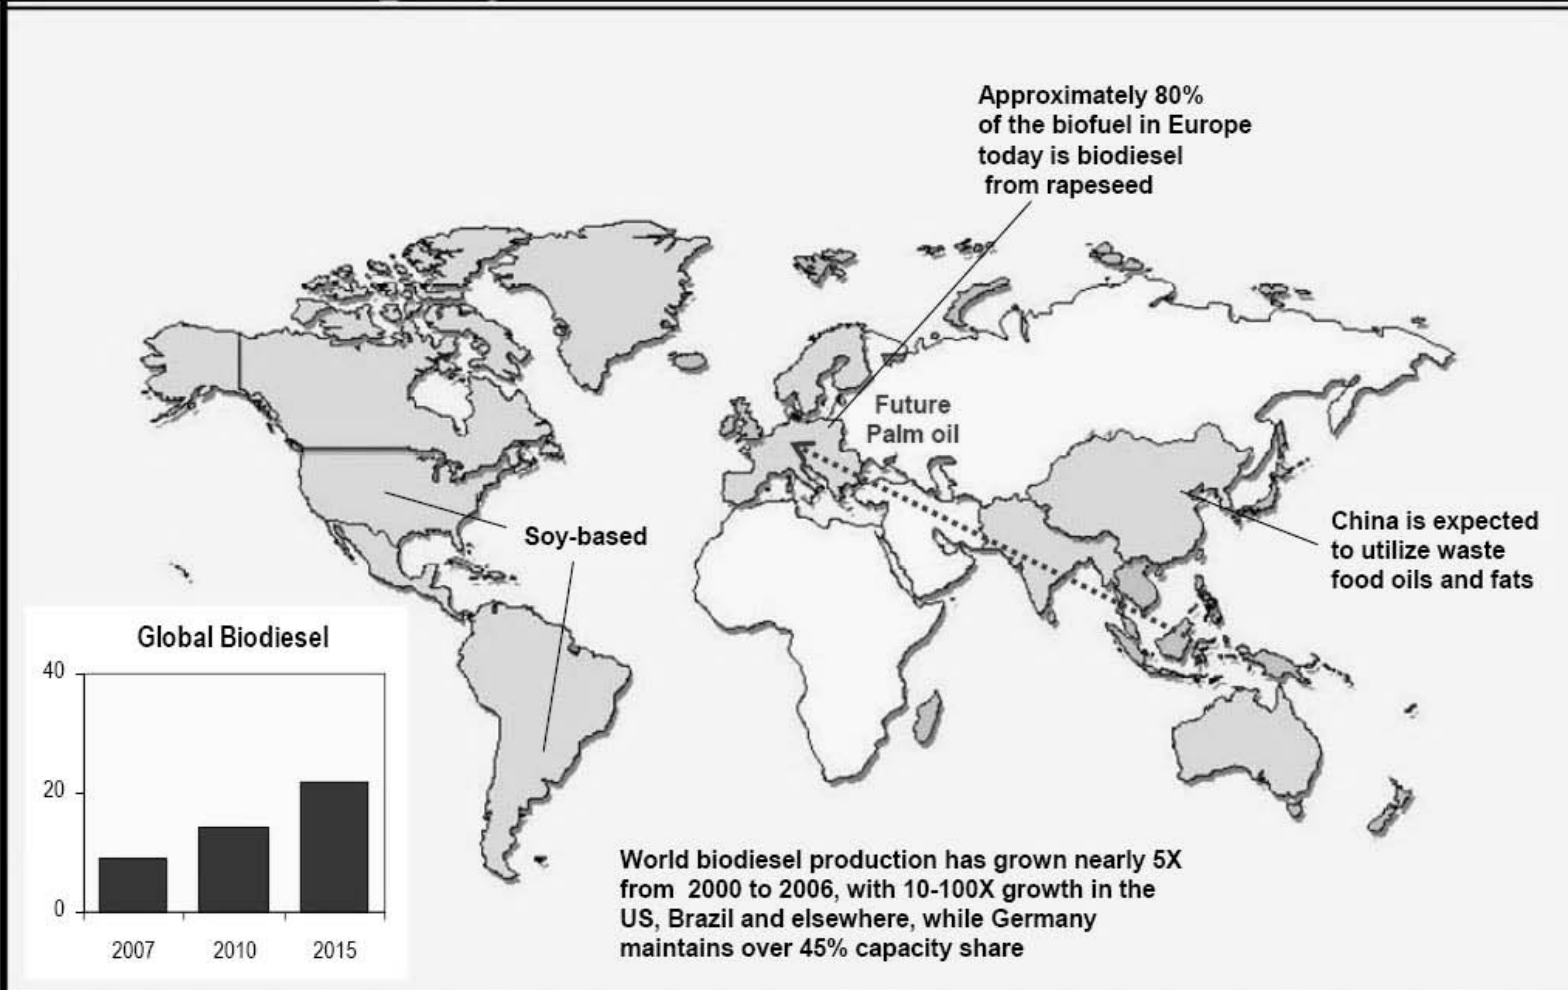 Approximately 80%
of the biofuel in Europe
today is biodiesel
from rapeseed
Future
Palm oil
Soy-based
China is expected
to utilize waste
food oils and fats
Global Biodiesel
40
20
0
2007
2010
2015
World biodiesel production has grown nearly 5X
from 2000 to 2006, with 10-100X growth in the
US, Brazil and elsewhere, while Germany
maintains over 45% capacity share